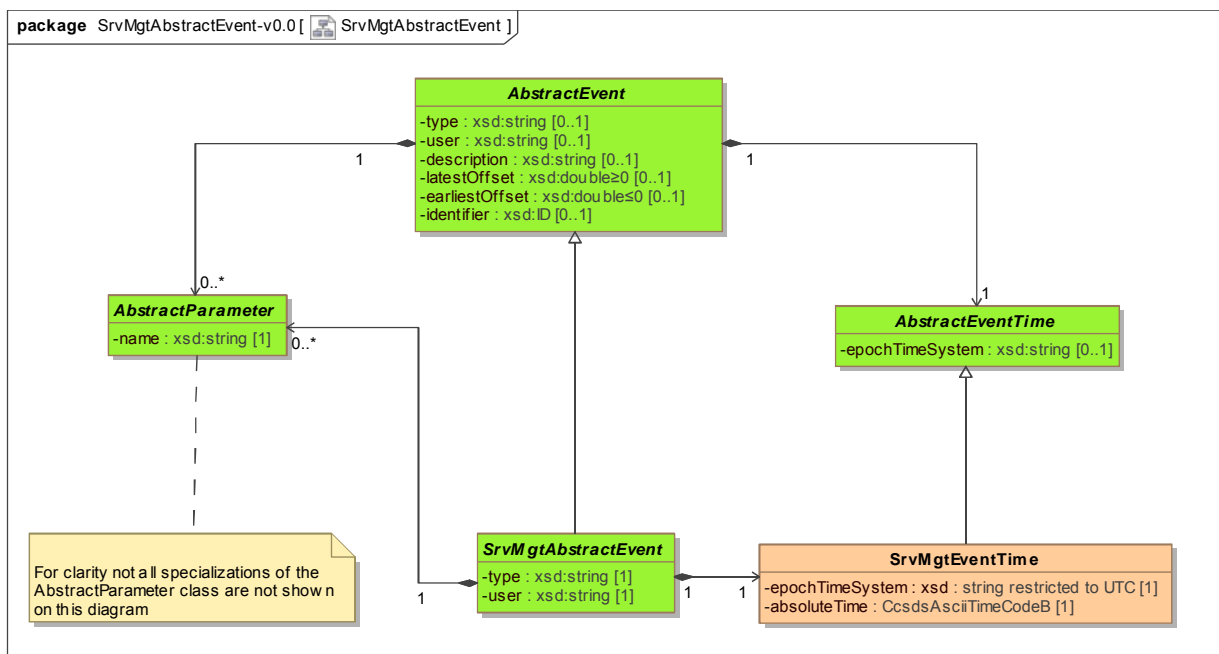 package SrvMgtAbstractEvent-v0.0 [ SrvMgtAbstractEvent ]
AbstractEvent
-type : xsd:string [0..1]
-user : xsd:string [0..1]
-description : xsd:string [0..1]
-latestOffset : xsd:double≥0 [0..1]
-earliestOffset : xsd:double≤0 [0..1]
-identifier : xsd:ID [0..1]
1
1
0..*
1
AbstractParameter
-name : xsd:string [1]
0..*
AbstractEventTime
-epochTimeSystem : xsd:string [0..1]
For clarity not all specializations of the
AbstractParameter class are not shown
on this diagram
SrvMgtAbstractEvent
-type : xsd:string [1]
-user : xsd:string [1]
1
1
1
SrvMgtEventTime
-epochTimeSystem : xsd : string restricted to UTC [1]
-absoluteTime : CcsdsAsciiTimeCodeB [1]